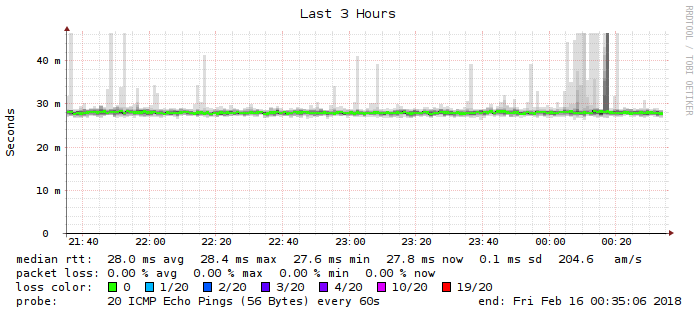 Last 3 Hours
RRDTOOL / TOBI OETIKER
Seconds
40 m
30 m
20 m
10 m
0
21:40 22:00 22:20 22:40 23:00 23:20 23:40 00:00 00:20
median rtt: 28.0 ms avg 28.4 ms max 27.6 ms min 27.8 ms now 0.1 ms sd 204.6 am/s
packet loss: 0.00 % avg 0.00 % max 0.00 % min 0.00 % now
loss color: 0 1/20 2/20 3/20 4/20 10/20 19/20
probe: 20 ICMP Echo Pings (56 Bytes) every 60s end: Fri Feb 16 00:35:06 2018